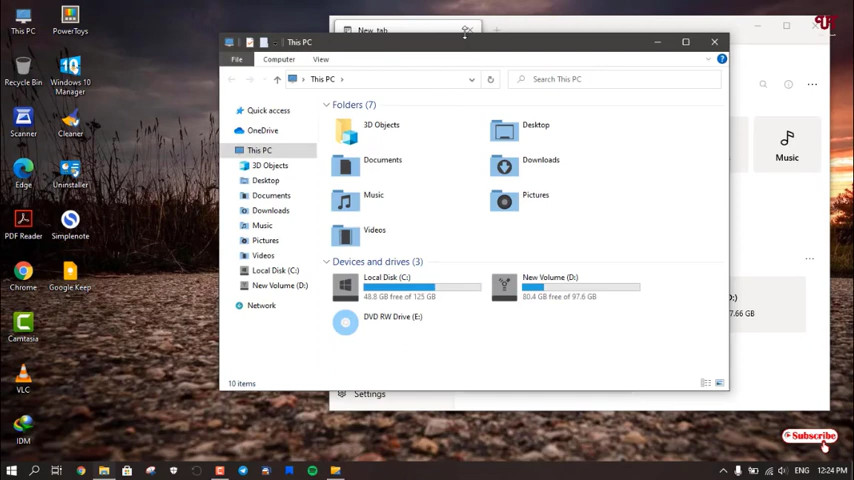 This PC
PowerToys
Recycle Bin
Windows 10
Manager
Scanner
Cleaner
Edge
Uninstaller
PDF Reader
Simplenote
Chrome
Google Keep
Camtasia
VLC
IDM
New tab
This PC
File
Computer
View
This PC
Search This PC
Quick access
OneDrive
This PC
3D Objects
Desktop
Documents
Downloads
Music
Pictures
Videos
Local Disk (C:)
New Volume (D:)
Network
Folders (7)
3D Objects
Desktop
Documents
Downloads
Music
Pictures
Videos
Devices and drives (3)
Local Disk (C:)
48.8 GB free of 125 GB
New Volume (D:)
80.4 GB free of 97.6 GB
DVD RW Drive (E:)
10 items
Music
D:)
7.66 GB
Settings
Subscribe
ENG
12:24 PM